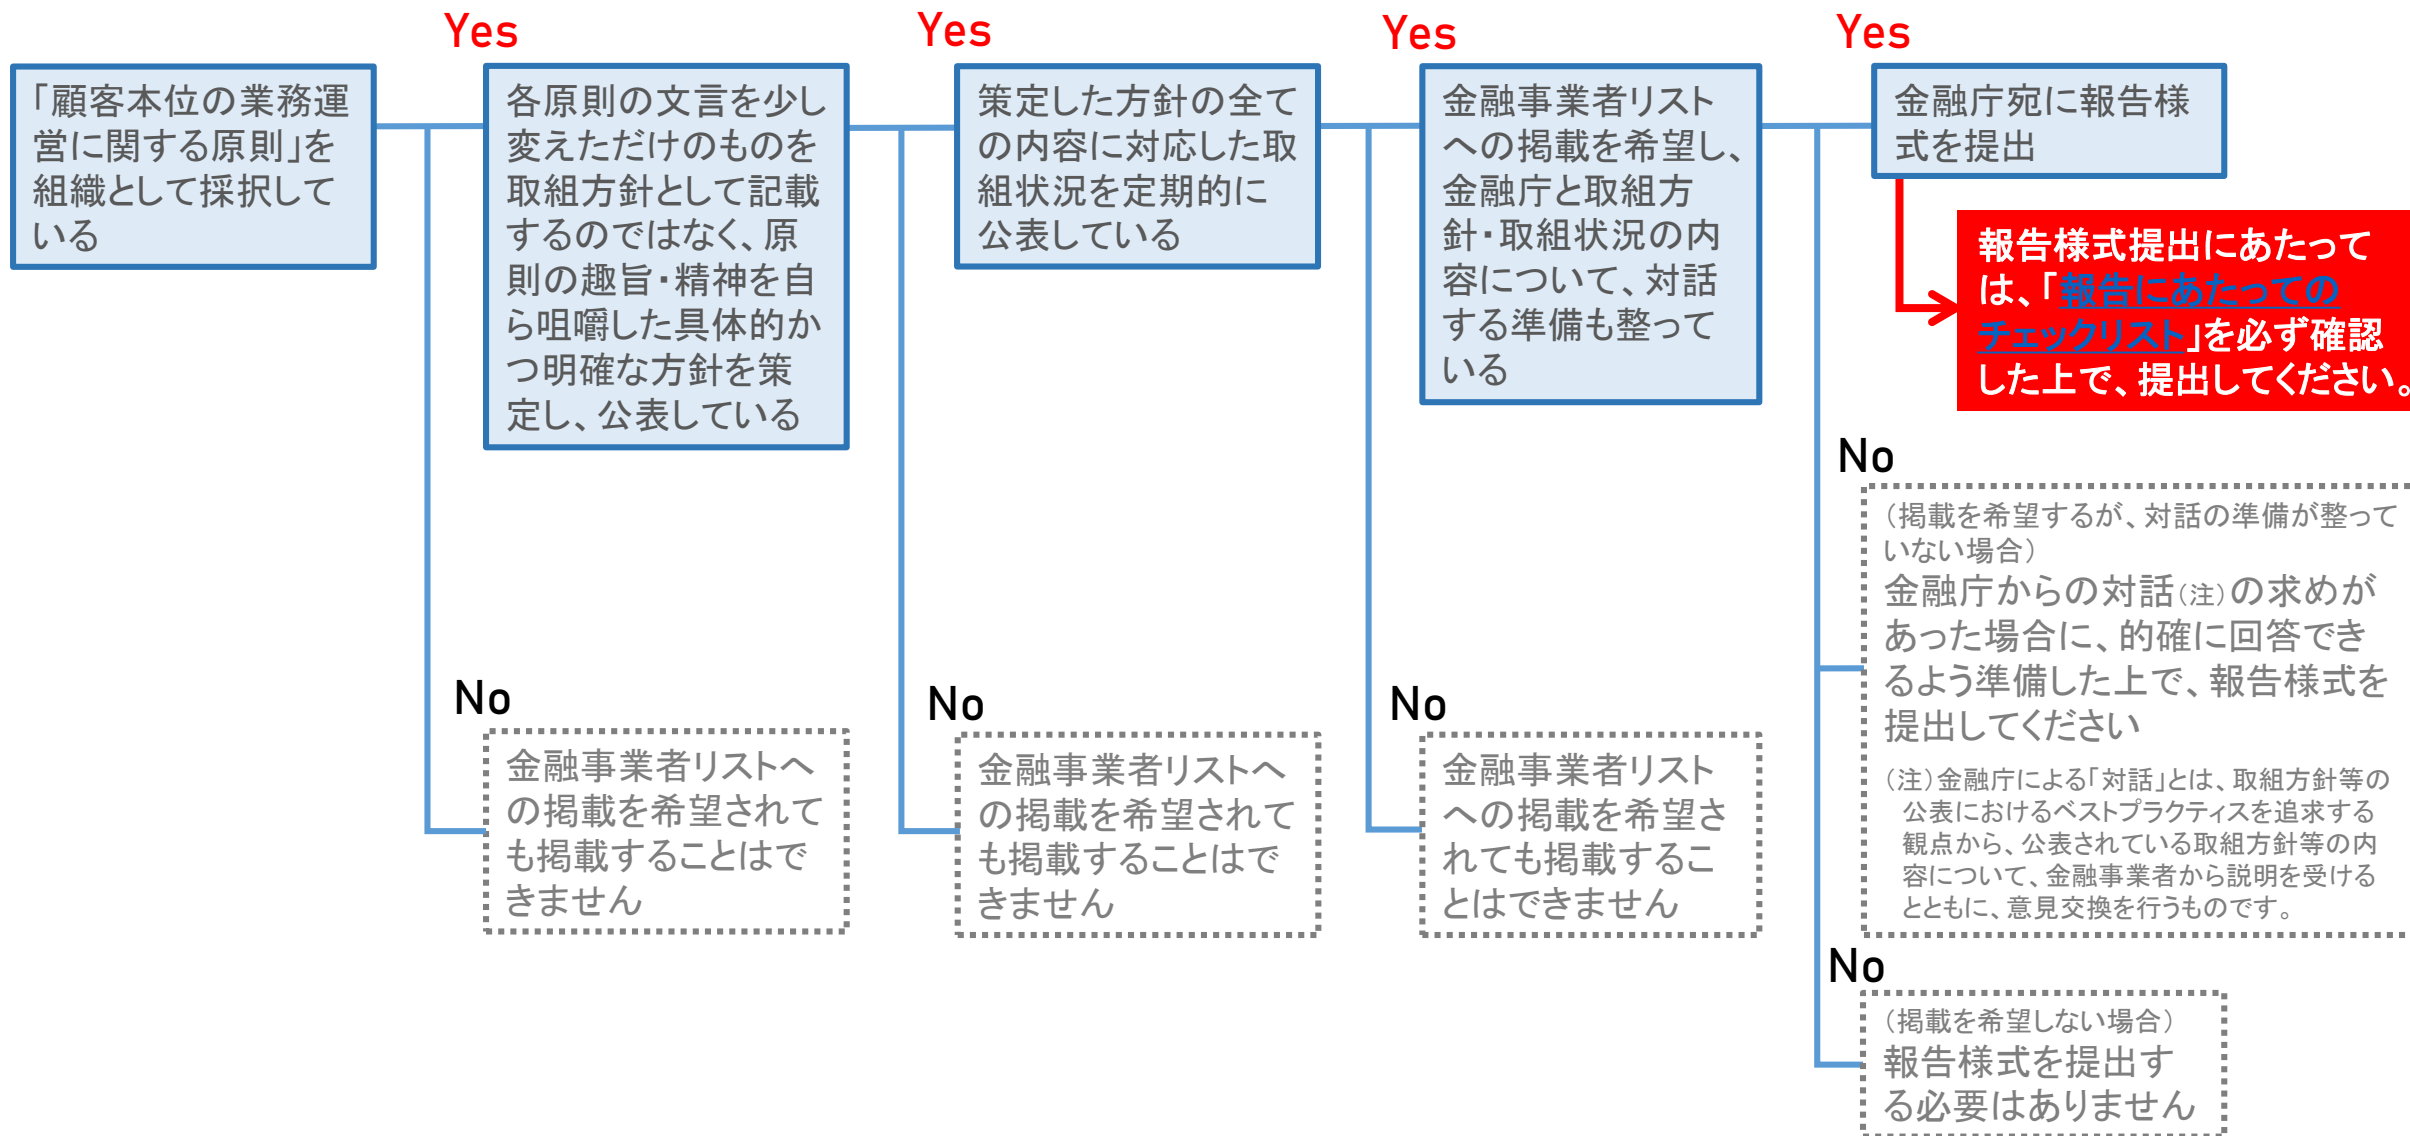 Yes
Yes
Yes
Yes
「顧客本位の業務運
営に関する原則」を
組織として採択して
いる
各原則の文言を少し
変えただけのものを
取組方針として記載
するのではなく、原
則の趣旨・精神を自
ら咀嚼した具体的か
つ明確な方針を策
定し、公表している
策定した方針の全て
の内容に対応した取
組状況を定期的に
公表している
金融事業者リスト
への掲載を希望し、
金融庁と取組方
針・取組状況の内
容について、対話
する準備も整って
いる
金融庁宛に報告様
式を提出
報告様式提出にあたって
は、「報告にあたっての
チェックリスト」を必ず確認
した上で、提出してください。
No
金融事業者リストへ
の掲載を希望されて
も掲載することはで
きません
No
金融事業者リストへ
の掲載を希望されて
も掲載することはで
きません
No
金融事業者リスト
への掲載を希望さ
れても掲載するこ
とはできません
No
（掲載を希望するが、対話の準備が整って
いない場合）
金融庁からの対話（注）の求めが
あった場合に、的確に回答でき
るよう準備した上で、報告様式を
提出してください
（注）金融庁による「対話」とは、取組方針等の
公表におけるベストプラクティスを追求する
観点から、公表されている取組方針等の内
容について、金融事業者から説明を受ける
とともに、意見交換を行うものです。
No
（掲載を希望しない場合）
報告様式を提出す
る必要はありません